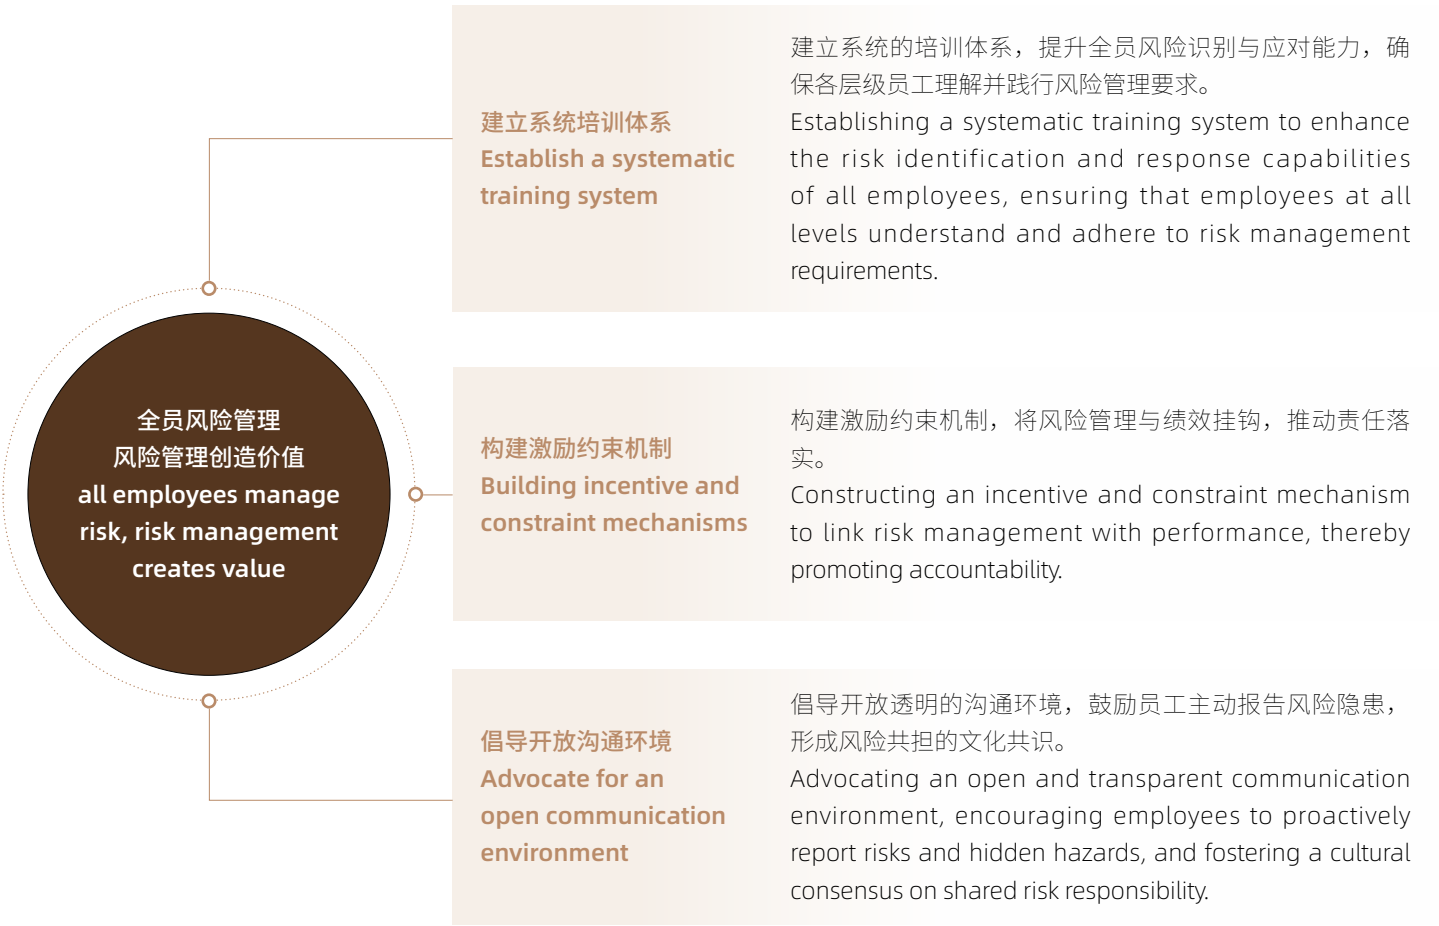 全员风险管理
风险管理创造价值
all employees manage
risk, risk management
creates value
建立系统培训体系
Establish a systematic
training system
建立系统的培训体系，提升全员风险识别与应对能力，确
保各层级员工理解并践行风险管理要求。
Establishing a systematic training system to enhance
the risk identification and response capabilities
of all employees, ensuring that employees at all
levels understand and adhere to risk management
requirements.
构建激励约束机制
Building incentive and
constraint mechanisms
构建激励约束机制，将风险管理与绩效挂钩，推动责任落
实。
Constructing an incentive and constraint mechanism
to link risk management with performance, thereby
promoting accountability.
倡导开放沟通环境
Advocate for an
open communication
environment
倡导开放透明的沟通环境，鼓励员工主动报告风险隐患，
形成风险共担的文化共识。
Advocating an open and transparent communication
environment, encouraging employees to proactively
report risks and hidden hazards, and fostering a cultural
consensus on shared risk responsibility.